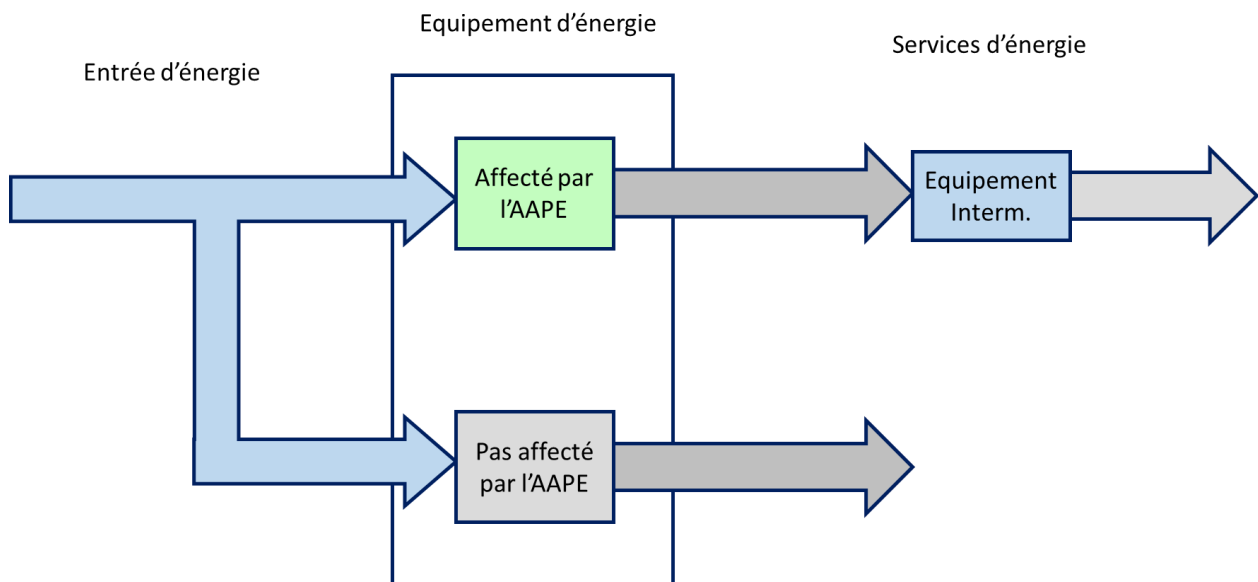 Equipement d’énergie
Services d’énergie
Entrée d’énergie
Affecté par
l’AAPE
Equipement
Interm.
Pas affecté
par l’AAPE